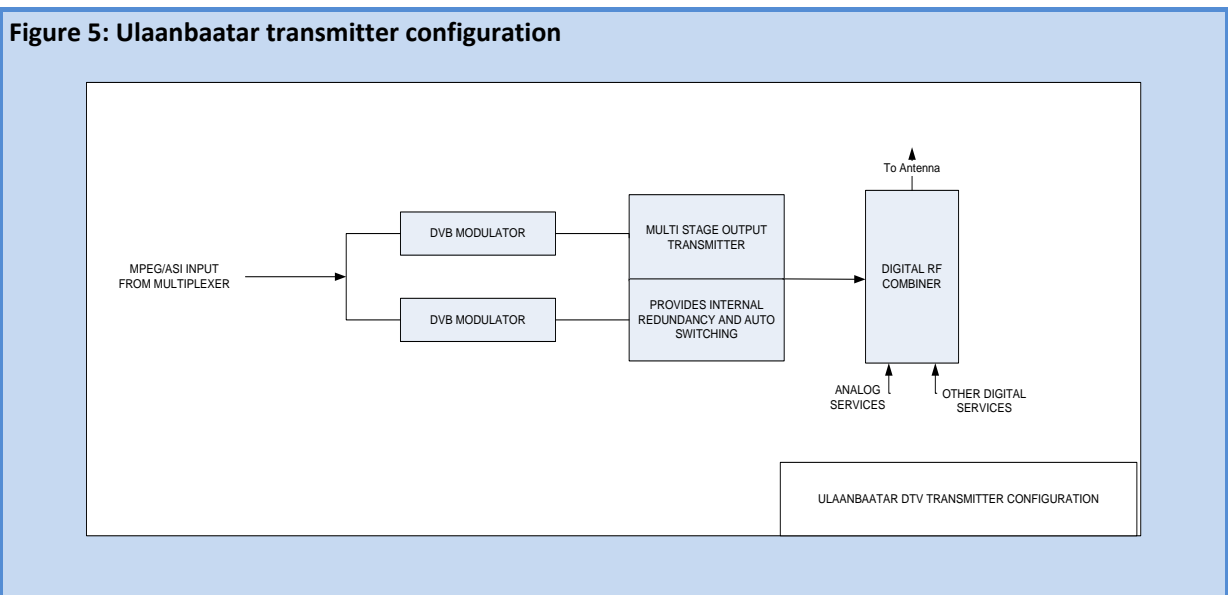 Figure 5: Ulaanbaatar transmitter configuration
To Antenna
DVB MODULATOR
MULTI STAGE OUTPUT
TRANSMITTER
MPEG/ASI INPUT
FROM MULTIPLEXER
DIGITAL RF
COMBINER
DVB MODULATOR
PROVIDES INTERNAL
REDUNDANCY AND AUTO
SWITCHING
ANALOG
SERVICES
OTHER DIGITAL
SERVICES
ULAANBAATAR DTV TRANSMITTER CONFIGURATION